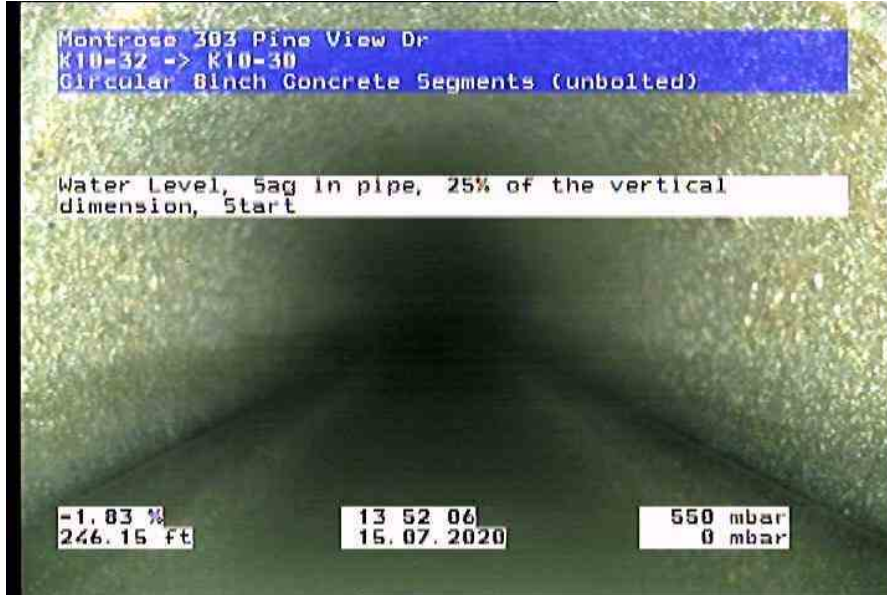 Montrose 303 Pine View Dr
K10-32 -> K10-30
Circular 8inch Concrete Segments (unbolted)
Water Level, Sag in pipe, 25% of the vertical
dimension, Start
-1.83 %
246.15 ft
13 52 06
15.07.2020
550 mbar
0 mbar